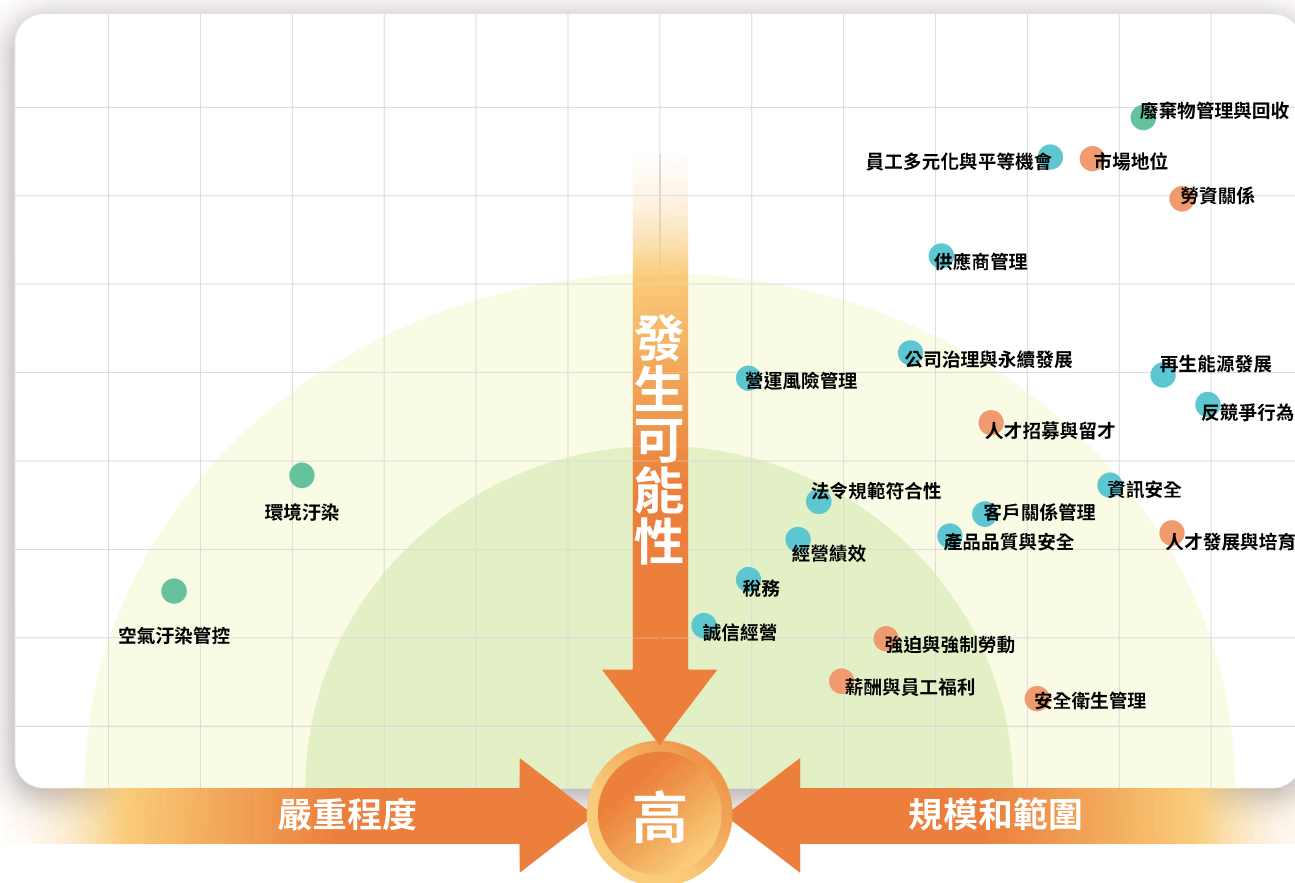 廢棄物管理與回收
員工多元化與平等機會
市場地位
勞資關係
供應商管理
發生可能性
公司治理與永續發展
再生能源發展
營運風險管理
反競爭行為
人才招募與留才
法令規範符合性
資訊安全
環境汙染
客戶關係管理
產品品質與安全
人才發展與培育
經營績效
稅務
空氣汙染管控
誠信經營
強迫與強制勞動
薪酬與員工福利
安全衛生管理
嚴重程度
高
規模和範圍